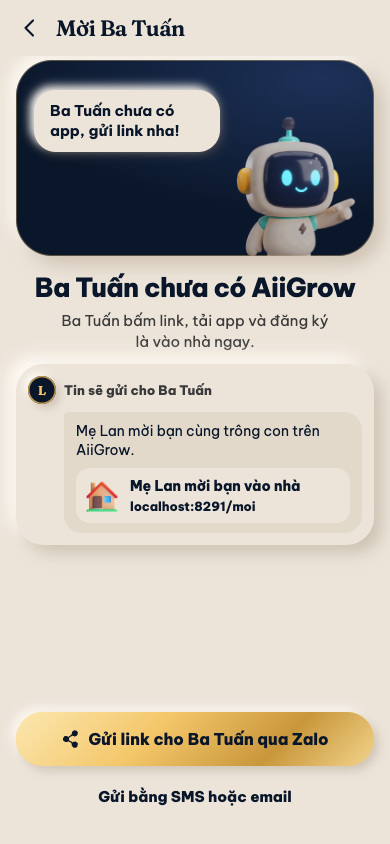 Mời Ba Tuấn
Ba Tuấn chưa có
app, gửi link nha!
Ba Tuấn chưa có AiiGrow
Ba Tuấn bấm link, tải app và đăng ký
là vào nhà ngay.
L
Tin sẽ gửi cho Ba Tuấn
Mẹ Lan mời bạn cùng trông con trên
AiiGrow.
Mẹ Lan mời bạn vào nhà
localhost:8291/moi
Gửi link cho Ba Tuấn qua Zalo
Gửi bằng SMS hoặc email